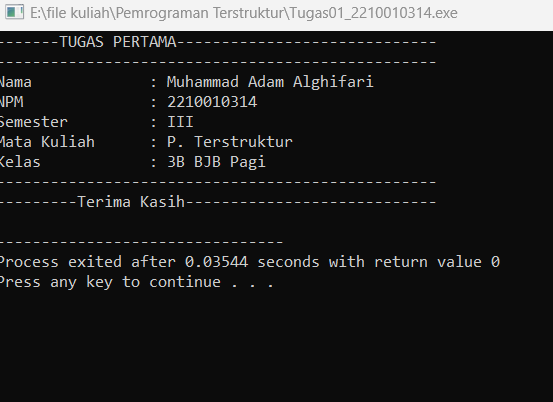 E:\file kuliah\Pemrograman Terstruktur\Tugas01_2210010314.exe
-------TUGAS PERTAMA-----------------------------
-------------------------------------------------
Nama             : Muhammad Adam Alghifari
NPM              : 2210010314
Semester         : III
Mata Kuliah      : P. Terstruktur
Kelas            : 3B BJB Pagi
-------------------------------------------------
---------Terima Kasih----------------------------
--------------------------------
Process exited after 0.03544 seconds with return value 0
Press any key to continue . . .